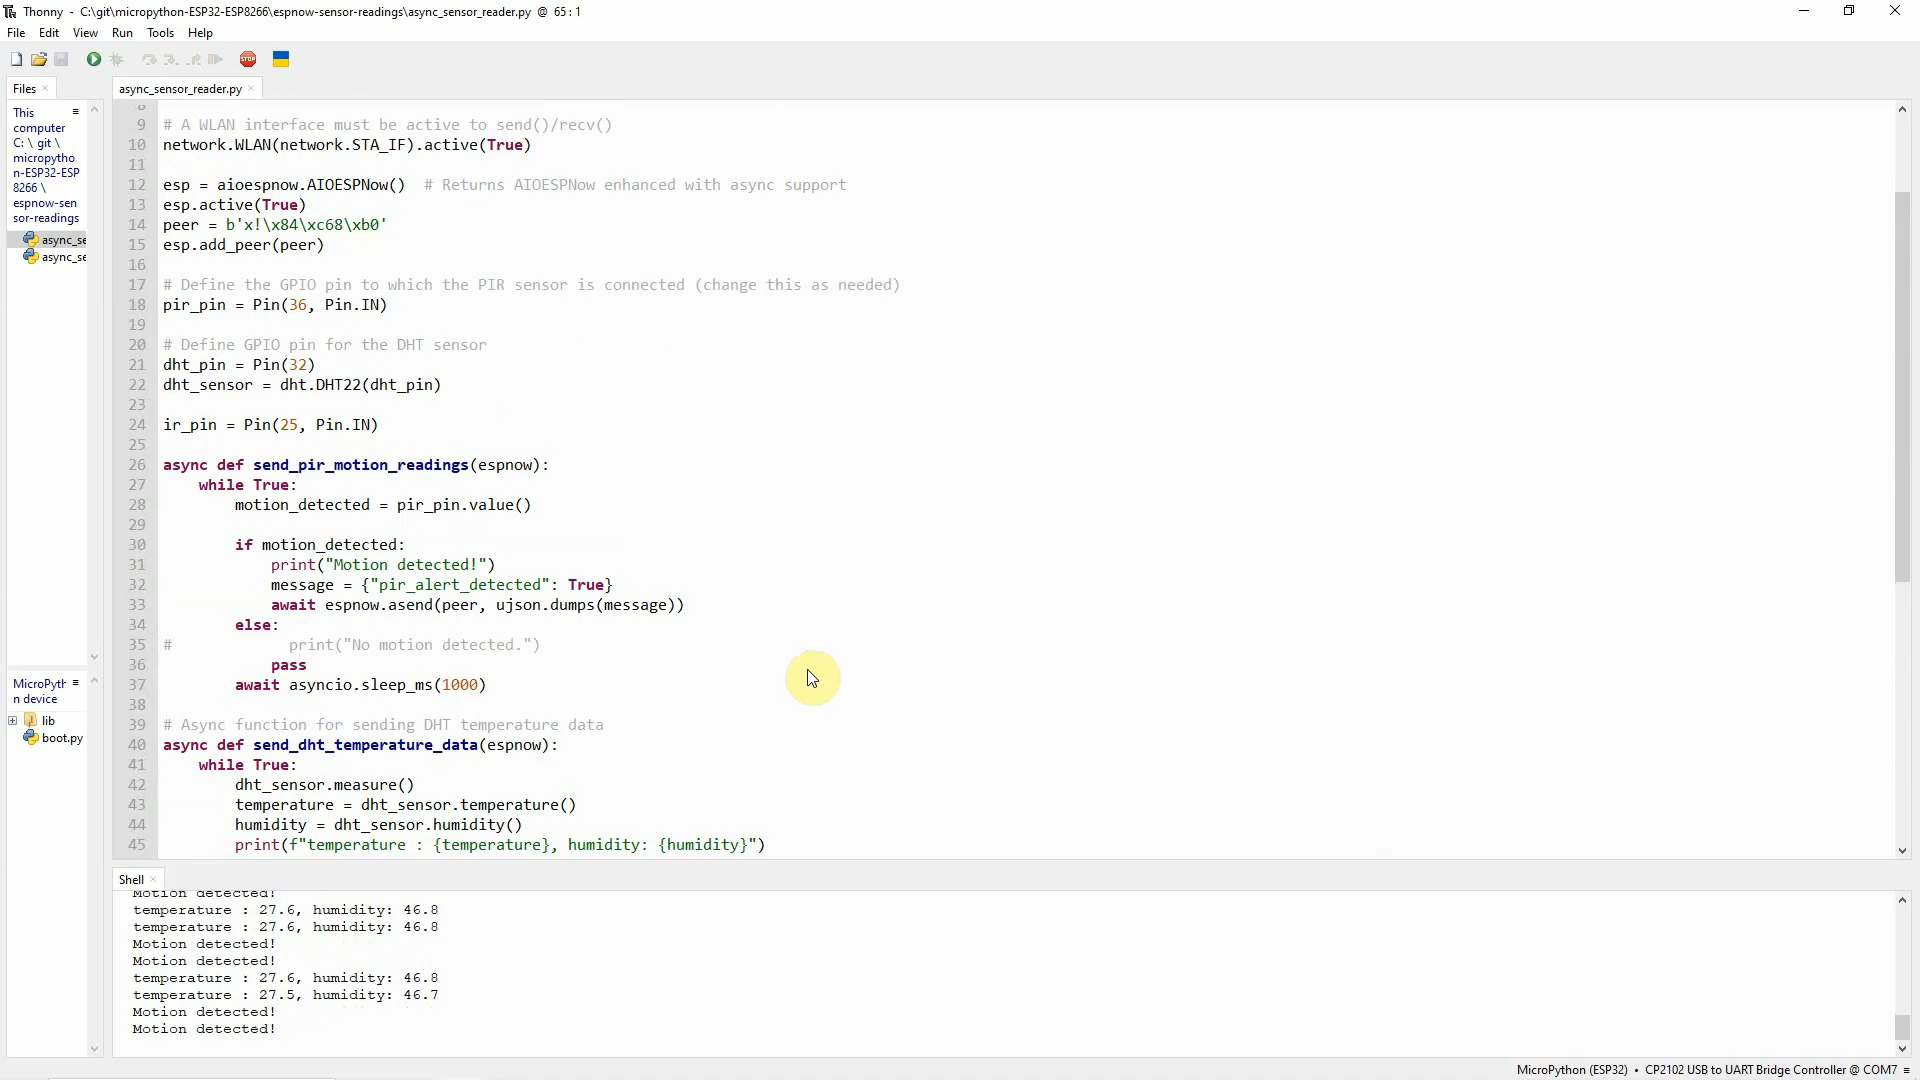 Thonny - C:\git\micropython-ESP32-ESP8266\espnow-sensor-readings\async_sensor_reader.py @ 65:1
File Edit View Run Tools Help
STOP
Files
This
computer
C: \ git \
micropytho
n-ESP32-ESP
8266 \
espnow-sen
sor-readings
async_se
async_se
MicroPyth
n device
lib
boot.py
async_sensor_reader.py
8
9 # A WLAN interface must be active to send()/recv()
10 network.WLAN(network.STA_IF).active(True)
11
12 esp = aioespnow.AIOESPNow()  # Returns AIOESPNow enhanced with async support
13 esp.active(True)
14 peer = b'x!\x84\xc68\xb0'
15 esp.add_peer(peer)
16
17 # Define the GPIO pin to which the PIR sensor is connected (change this as needed)
18 pir_pin = Pin(36, Pin.IN)
19
20 # Define GPIO pin for the DHT sensor
21 dht_pin = Pin(32)
22 dht_sensor = dht.DHT22(dht_pin)
23
24 ir_pin = Pin(25, Pin.IN)
25
26 async def send_pir_motion_readings(espnow):
27     while True:
28         motion_detected = pir_pin.value()
29
30         if motion_detected:
31             print("Motion detected!")
32             message = {"pir_alert_detected": True}
33             await espnow.asend(peer, ujson.dumps(message))
34         else:
35 #             print("No motion detected.")
36             pass
37         await asyncio.sleep_ms(1000)
38
39 # Async function for sending DHT temperature data
40 async def send_dht_temperature_data(espnow):
41     while True:
42         dht_sensor.measure()
43         temperature = dht_sensor.temperature()
44         humidity = dht_sensor.humidity()
45         print(f"temperature : {temperature}, humidity: {humidity}")
Shell
Motion detected!
temperature : 27.6, humidity: 46.8
temperature : 27.6, humidity: 46.8
Motion detected!
Motion detected!
temperature : 27.6, humidity: 46.8
temperature : 27.5, humidity: 46.7
Motion detected!
Motion detected!
MicroPython (ESP32) • CP2102 USB to UART Bridge Controller @ COM7